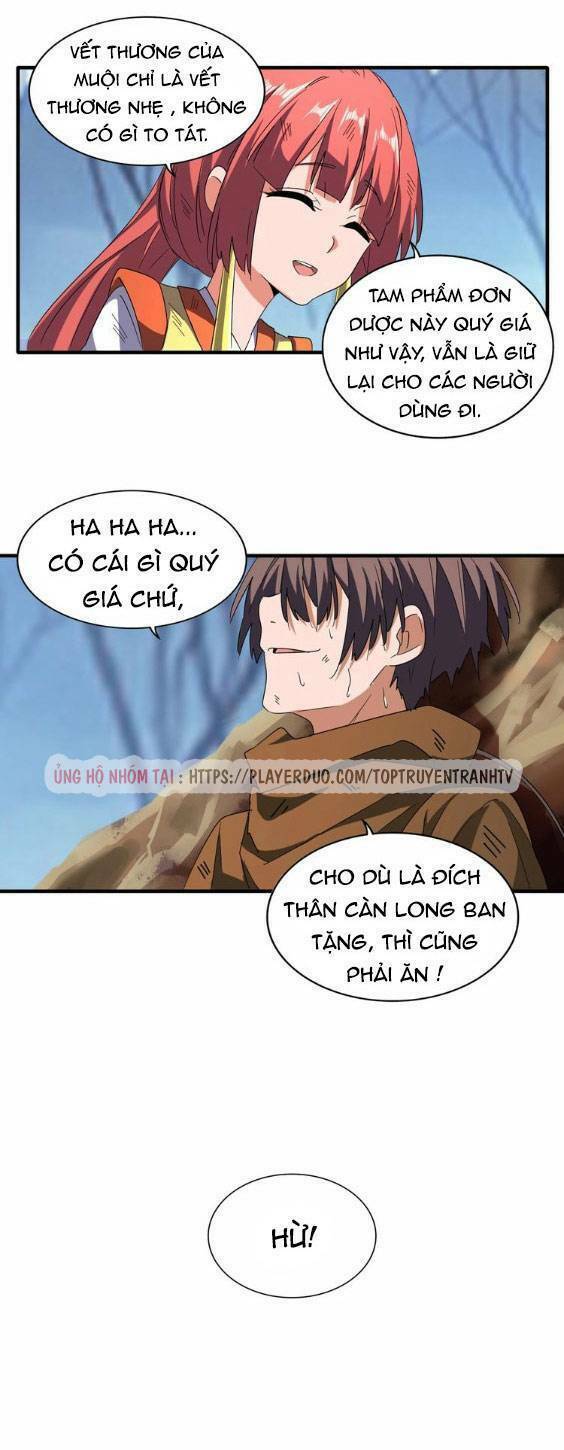 VẾT THƯƠNG CỦA
MUỘI CHỈ LÀ VẾT
THƯƠNG NHẸ , KHÔNG
CÓ GÌ TO TÁT.
TAM PHẨM ĐƠN
DƯỢC NÀY QUÝ GIÁ
NHƯ VẬY, VẪN LÀ GIỮ
LẠI CHO CÁC NGƯỜI
DÙNG ĐI.
HA HA HA...
CÓ CÁI GÌ QUÝ
GIÁ CHỨ,
ỦNG HỘ NHÓM TẠI : HTTPS://PLAYERDUO.COM/TOPTRUYENTRANHTV
CHO DÙ LÀ ĐÍCH
THÂN CÀN LONG BAN
TẶNG, THÌ CŨNG
PHẢI ĂN !
HỪ!